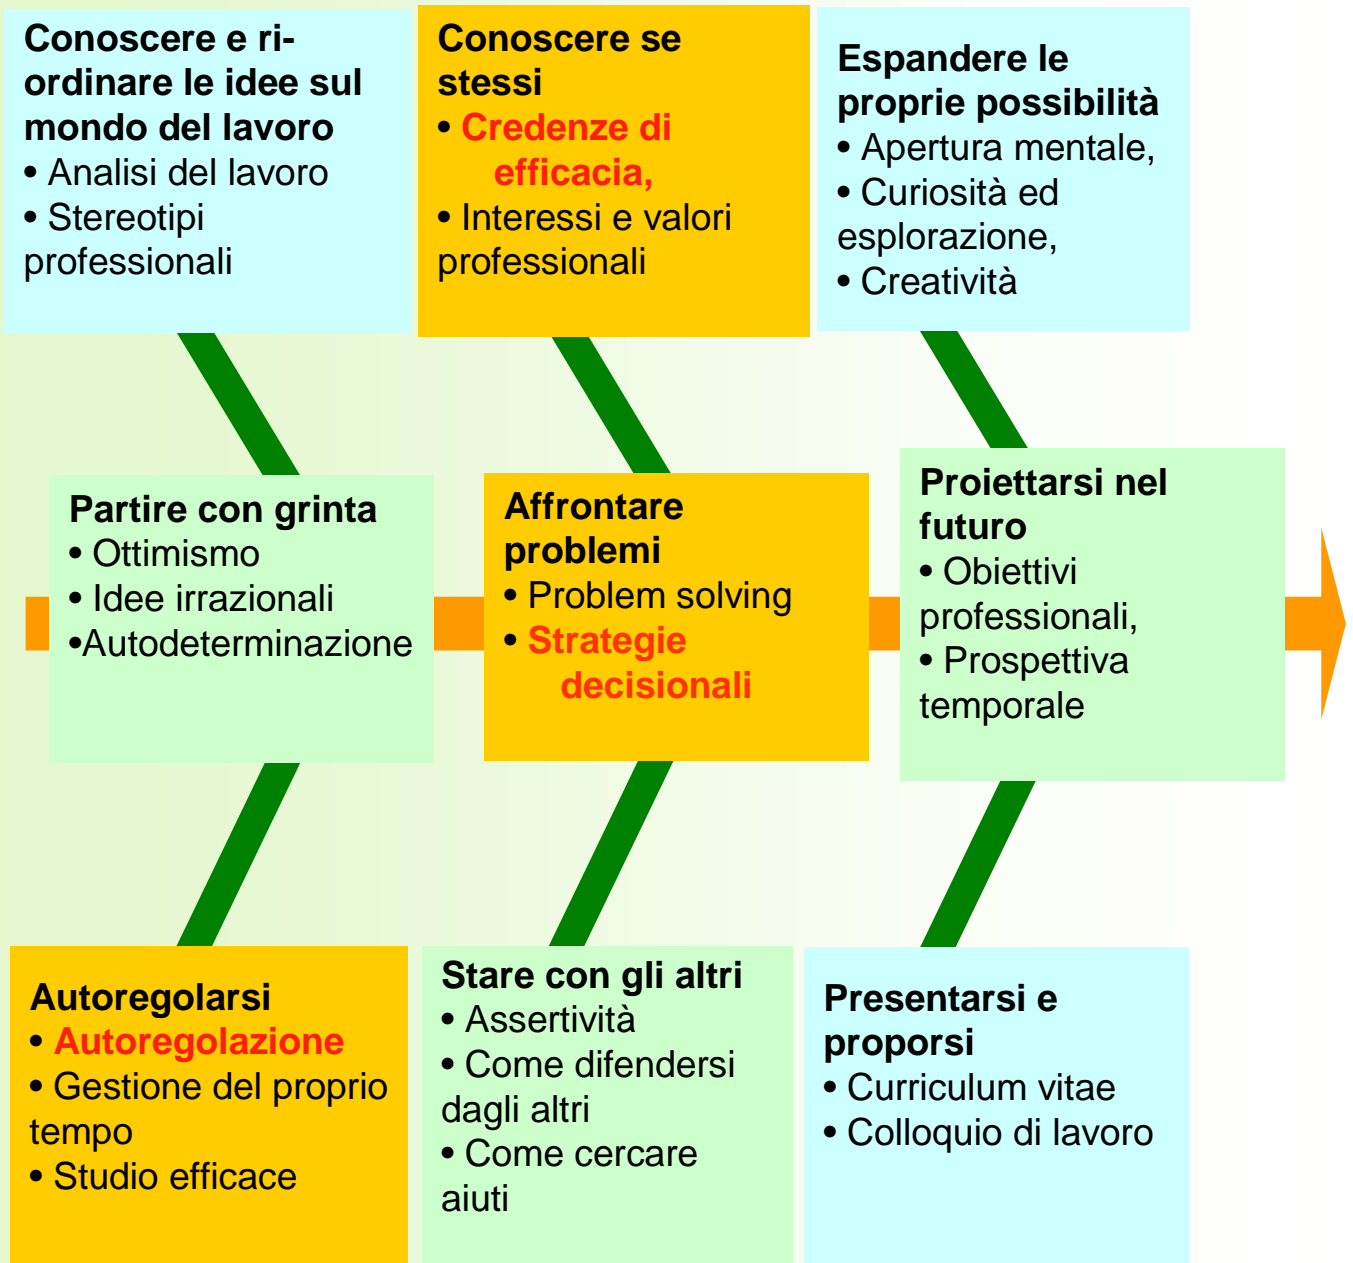 Conoscere e ri-
ordinare le idee sul
mondo del lavoro
• Analisi del lavoro
• Stereotipi
professionali
Conoscere se
stessi
• Credenze di
efficacia,
• Interessi e valori
professionali
Espandere le
proprie possibilità
• Apertura mentale,
• Curiosità ed
esplorazione,
• Creatività
Partire con grinta
• Ottimismo
• Idee irrazionali
•Autodeterminazione
Affrontare
problemi
• Problem solving
• Strategie
decisionali
Proiettarsi nel
futuro
• Obiettivi
professionali,
• Prospettiva
temporale
Autoregolarsi
• Autoregolazione
• Gestione del proprio
tempo
• Studio efficace
Stare con gli altri
• Assertività
• Come difendersi
dagli altri
• Come cercare
aiuti
Presentarsi e
proporsi
• Curriculum vitae
• Colloquio di lavoro